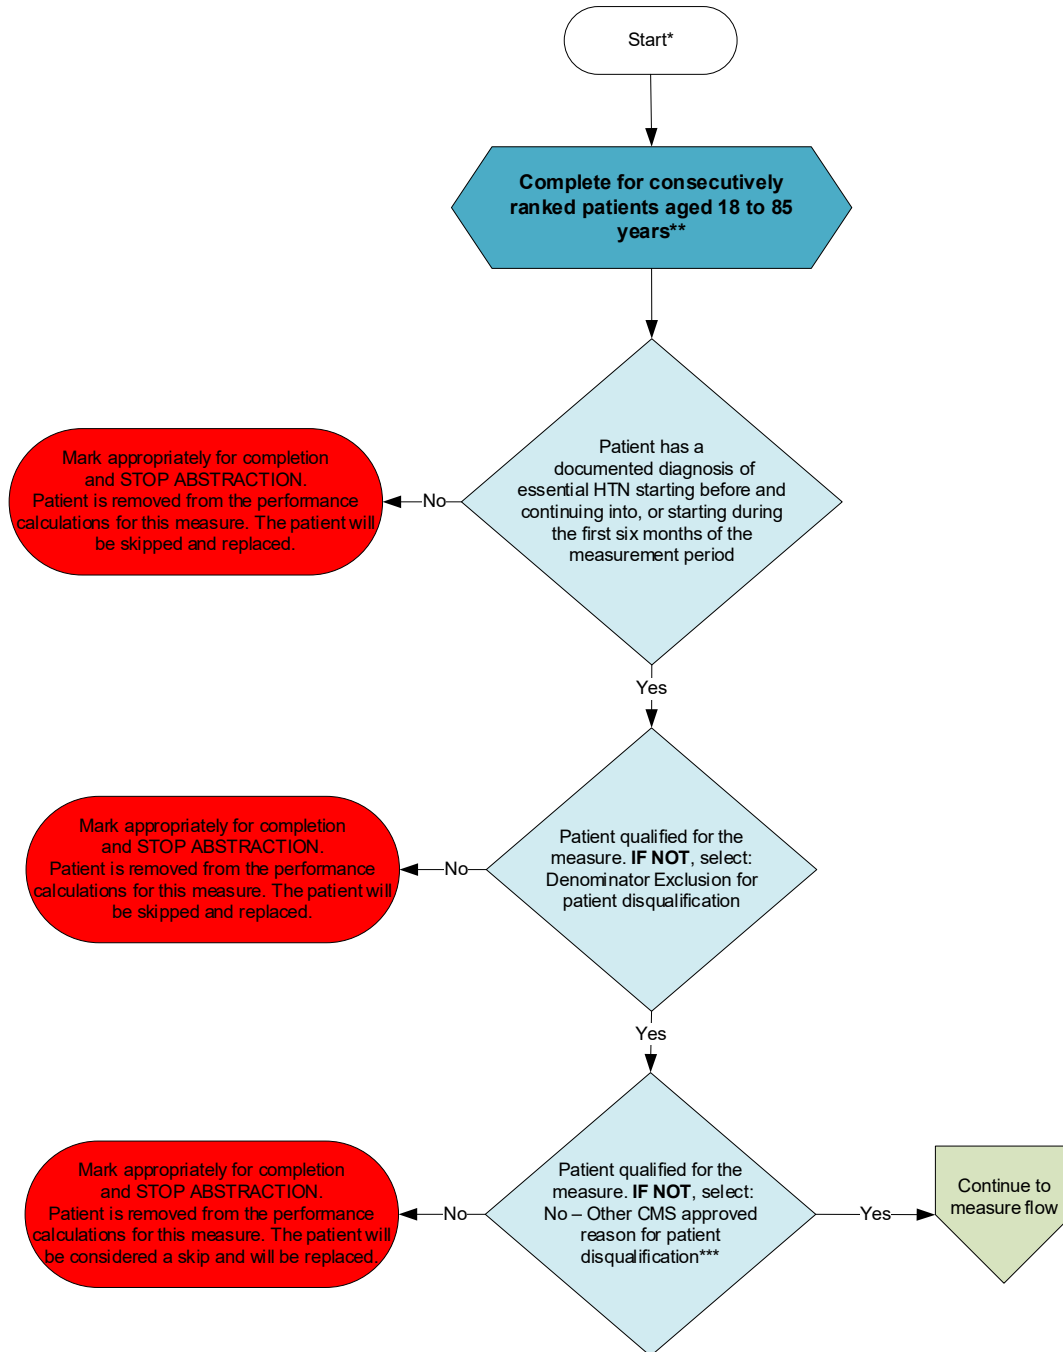 Start*
Complete for consecutively
ranked patients aged 18 to 85
years**
Patient has a
documented diagnosis of
essential HTN starting before and
continuing into, or starting during
the first six months of the
measurement period
No
Mark appropriately for completion
and STOP ABSTRACTION.
Patient is removed from the performance
calculations for this measure. The patient will
be skipped and replaced.
Yes
Patient qualified for the
measure. IF NOT, select:
Denominator Exclusion for
patient disqualification
No
Mark appropriately for completion
and STOP ABSTRACTION.
Patient is removed from the performance
calculations for this measure. The patient will
be skipped and replaced.
Yes
Patient qualified for the
measure. IF NOT, select:
No – Other CMS approved
reason for patient
disqualification***
No
Mark appropriately for completion
and STOP ABSTRACTION.
Patient is removed from the performance
calculations for this measure. The patient will
be considered a skip and will be replaced.
Yes
Continue to
measure flow